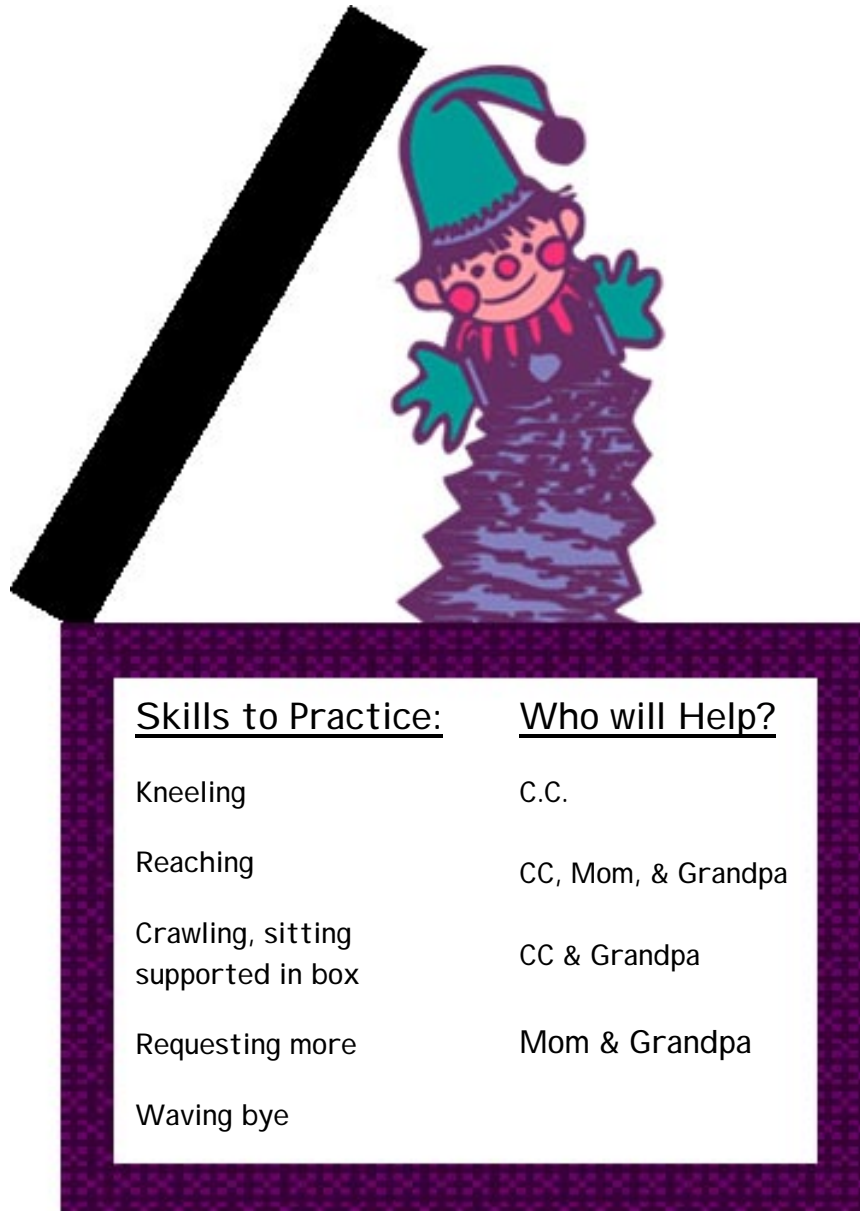 Skills to Practice:
Kneeling
Reaching
Crawling, sitting
supported in box
Requesting more
Waving bye
Who will Help?
C.C.
CC, Mom, & Grandpa
CC & Grandpa
Mom & Grandpa